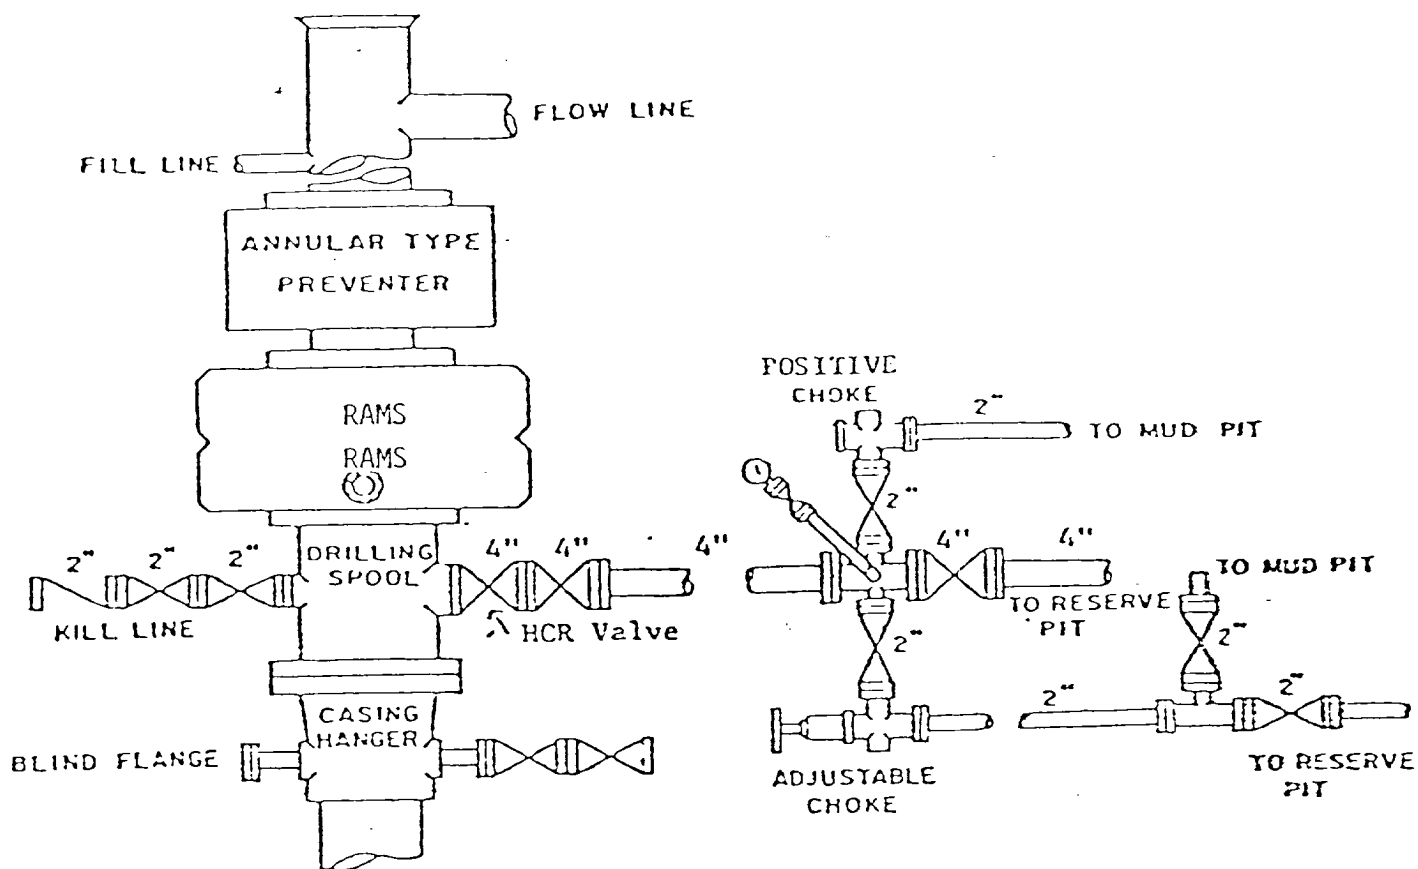 FLOW LINE
FILL LINE
ANNULAR TYPE
PREVENTER
RAMS
RAMS
DRILLING
SPOOL
2" 2" 2"
4" 4" 4"
KILL LINE
HCR Valve
CASING
HANGER
BLIND FLANGE
POSITIVE
CHOKE
2"
TO MUD PIT
2"
4" 4"
TO RESERVE
PIT
2"
ADJUSTABLE
CHOKE
TO MUD PIT
2"
2" 2"
TO RESERVE
PIT